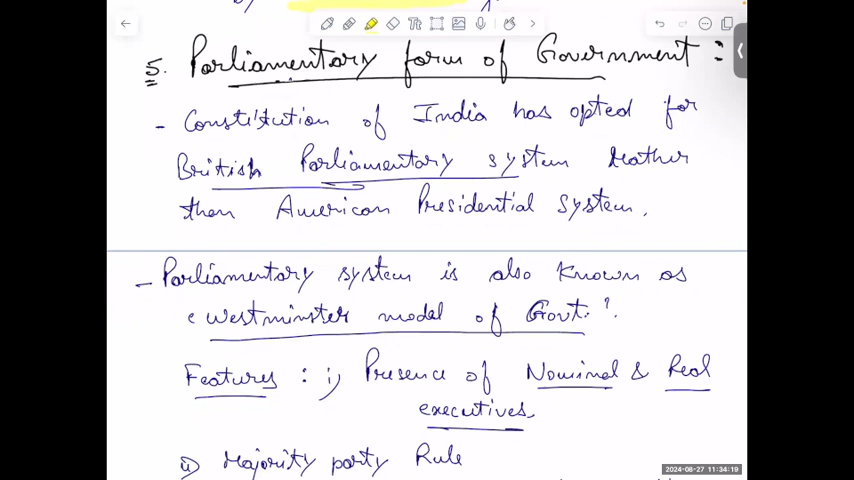 5. Parliamentary form of Government :
- Constitution of India has opted for
British Parliamentary system rather
than American Presidential System.
- Parliamentary system is also known as
'Westminster model of Govt.'.
Features : i) Presence of Nominal & Real
executives.
ii) Majority party Rule
2024-08-27 11:34:19